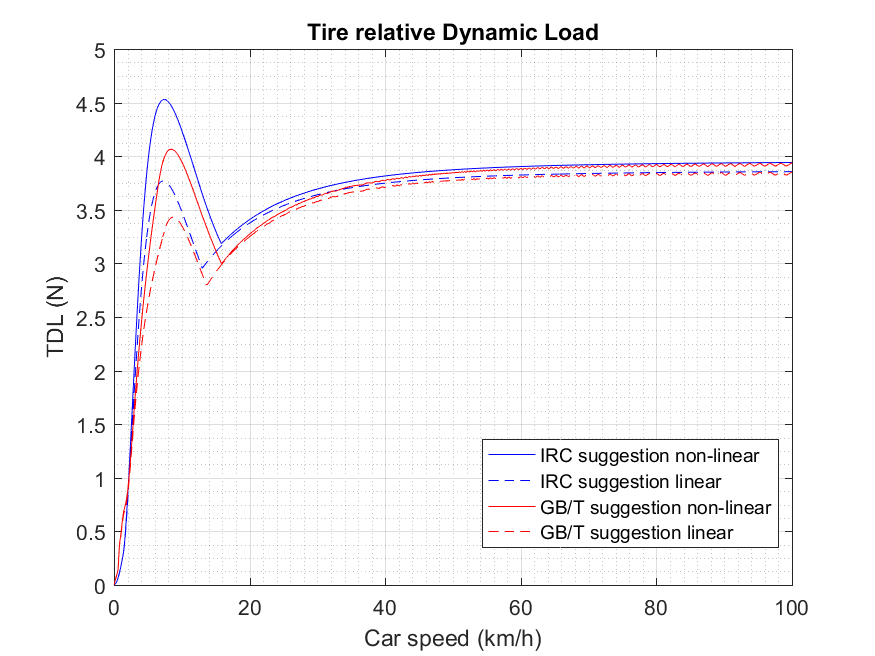 Tire relative Dynamic Load
TDL (N)
5
4.5
4
3.5
3
2.5
2
1.5
1
0.5
0
0 20 40 60 80 100
Car speed (km/h)
IRC suggestion non-linear
IRC suggestion linear
GB/T suggestion non-linear
GB/T suggestion linear